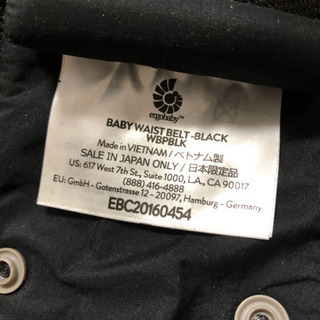 ergobaby™
BABY WAIST BELT-BLACK
WBPBLK
Made in VIETNAM / ベトナム製
SALE IN JAPAN ONLY / 日本限定品
US: 617 West 7th St., Suite 1000, L.A., CA 90017
(888) 416-4888
EU: GmbH - Gotenstrasse 12 - 20097, Hamburg - Germany
EBC20160454